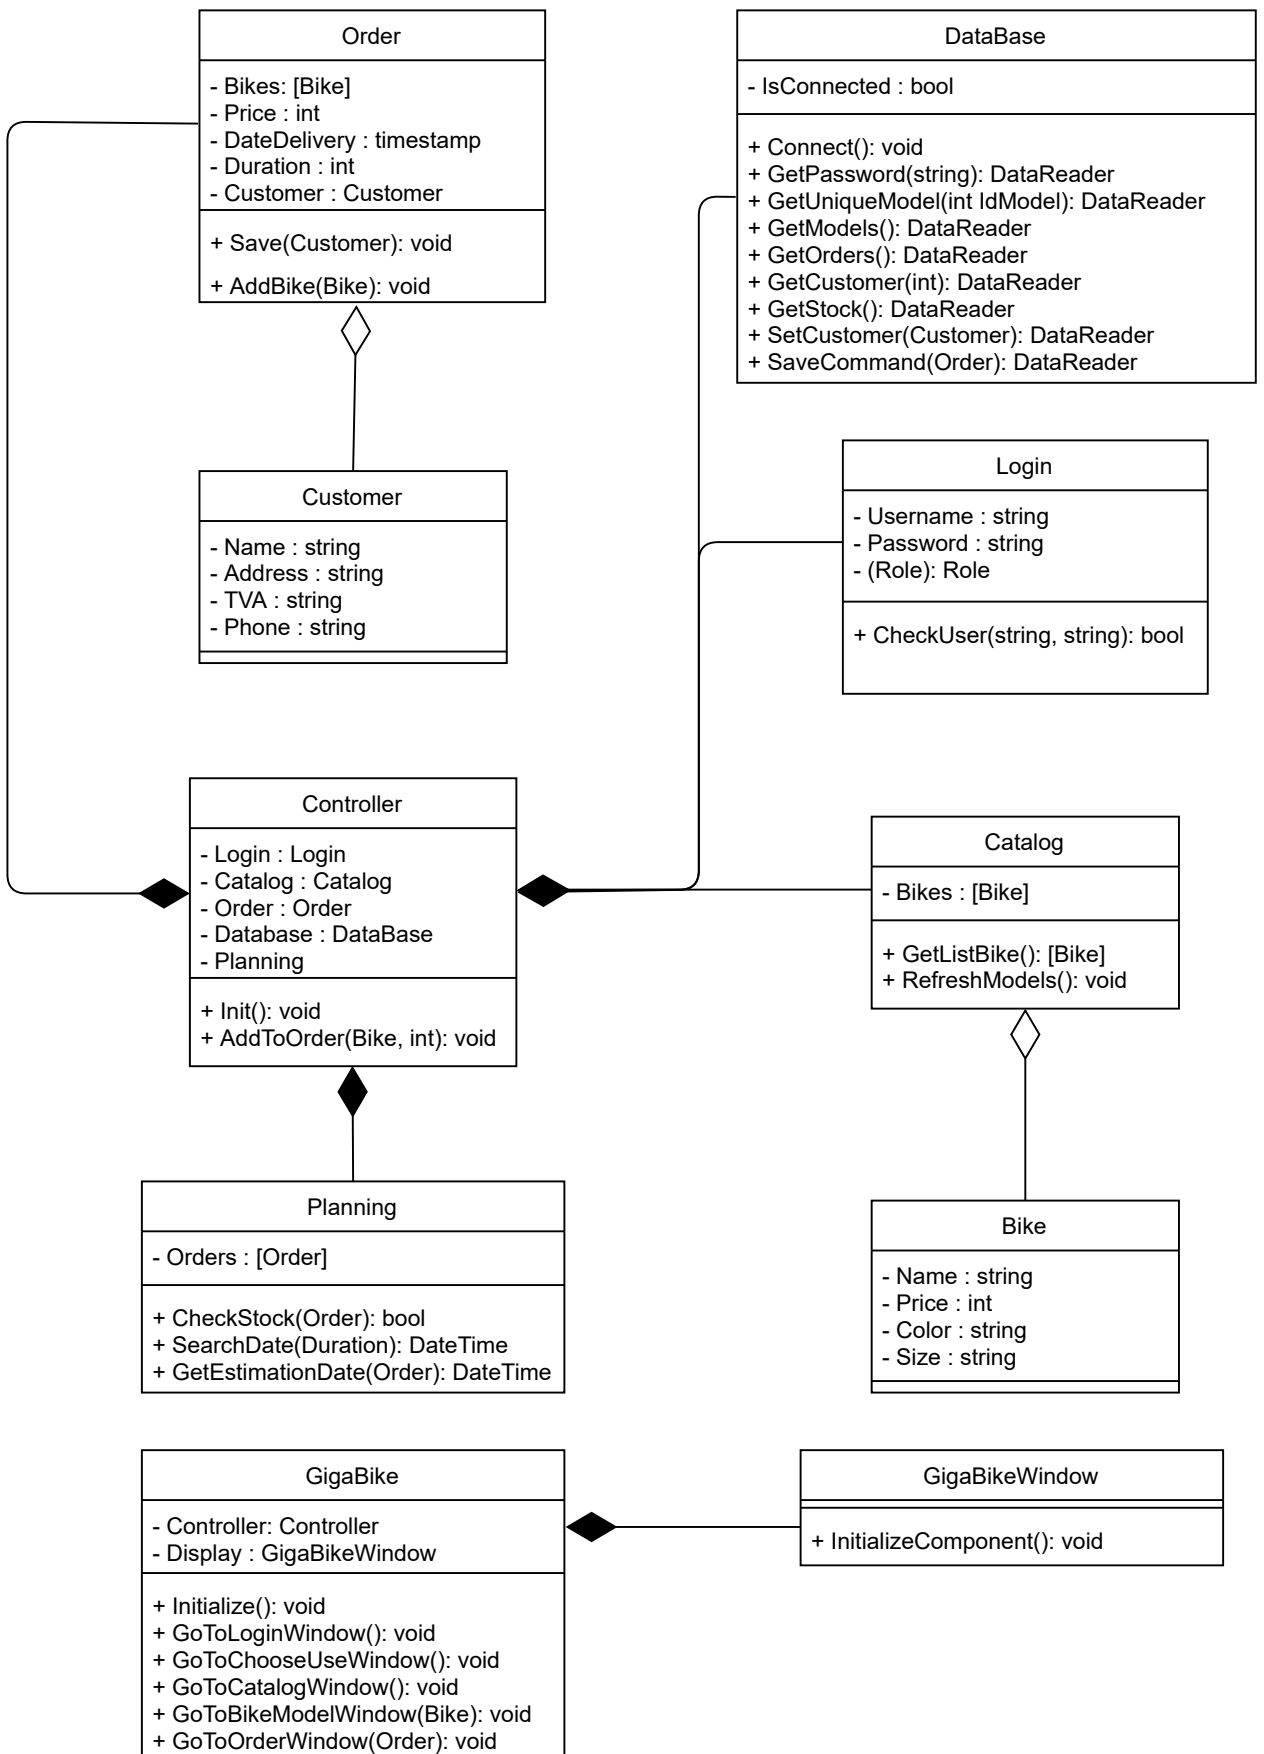 Order
- Bikes: [Bike]
- Price : int
- DateDelivery : timestamp
- Duration : int
- Customer : Customer
+ Save(Customer): void
+ AddBike(Bike): void
DataBase
- IsConnected : bool
+ Connect(): void
+ GetPassword(string): DataReader
+ GetUniqueModel(int IdModel): DataReader
+ GetModels(): DataReader
+ GetOrders(): DataReader
+ GetCustomer(int): DataReader
+ GetStock(): DataReader
+ SetCustomer(Customer): DataReader
+ SaveCommand(Order): DataReader
Customer
- Name : string
- Address : string
- TVA : string
- Phone : string
Login
- Username : string
- Password : string
- (Role): Role
+ CheckUser(string, string): bool
Controller
- Login : Login
- Catalog : Catalog
- Order : Order
- Database : DataBase
- Planning
+ Init(): void
+ AddToOrder(Bike, int): void
Catalog
- Bikes : [Bike]
+ GetListBike(): [Bike]
+ RefreshModels(): void
Planning
- Orders : [Order]
+ CheckStock(Order): bool
+ SearchDate(Duration): DateTime
+ GetEstimationDate(Order): DateTime
Bike
- Name : string
- Price : int
- Color : string
- Size : string
GigaBike
- Controller: Controller
- Display : GigaBikeWindow
+ Initialize(): void
+ GoToLoginWindow(): void
+ GoToChooseUseWindow(): void
+ GoToCatalogWindow(): void
+ GoToBikeModelWindow(Bike): void
+ GoToOrderWindow(Order): void
GigaBikeWindow
+ InitializeComponent(): void